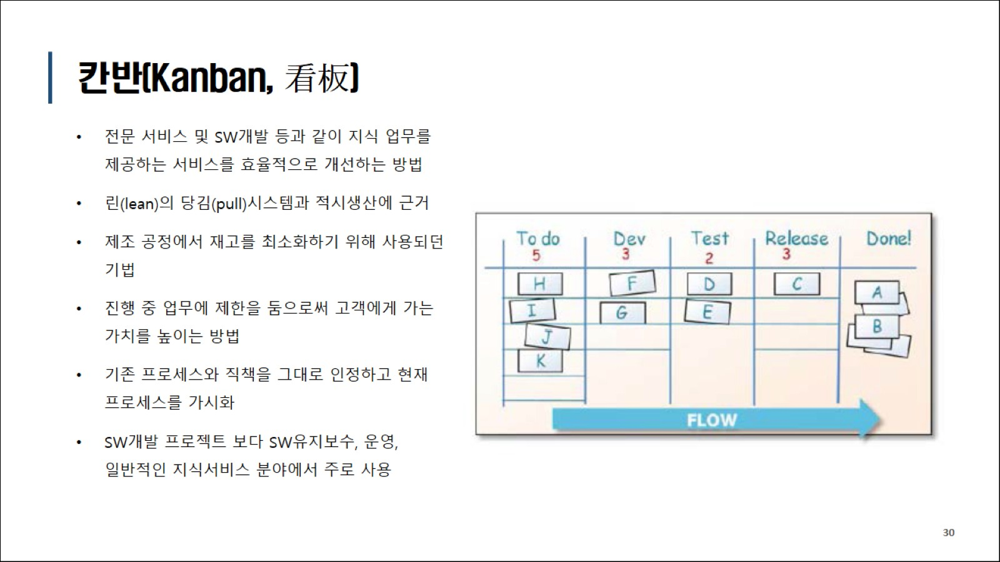 칸반(Kanban, 看板)
• 전문 서비스 및 SW개발 등과 같이 지식 업무를
제공하는 서비스를 효율적으로 개선하는 방법
• 린(lean)의 당김(pull)시스템과 적시생산에 근거
• 제조 공정에서 재고를 최소화하기 위해 사용되던
기법
• 진행 중 업무에 제한을 둠으로써 고객에게 가는
가치를 높이는 방법
• 기존 프로세스와 직책을 그대로 인정하고 현재
프로세스를 가시화
• SW개발 프로젝트 보다 SW유지보수, 운영,
일반적인 지식서비스 분야에서 주로 사용
To do Dev Test Release Done!
5 3 2 3
H F D C A
I G E B
J
K
FLOW
30